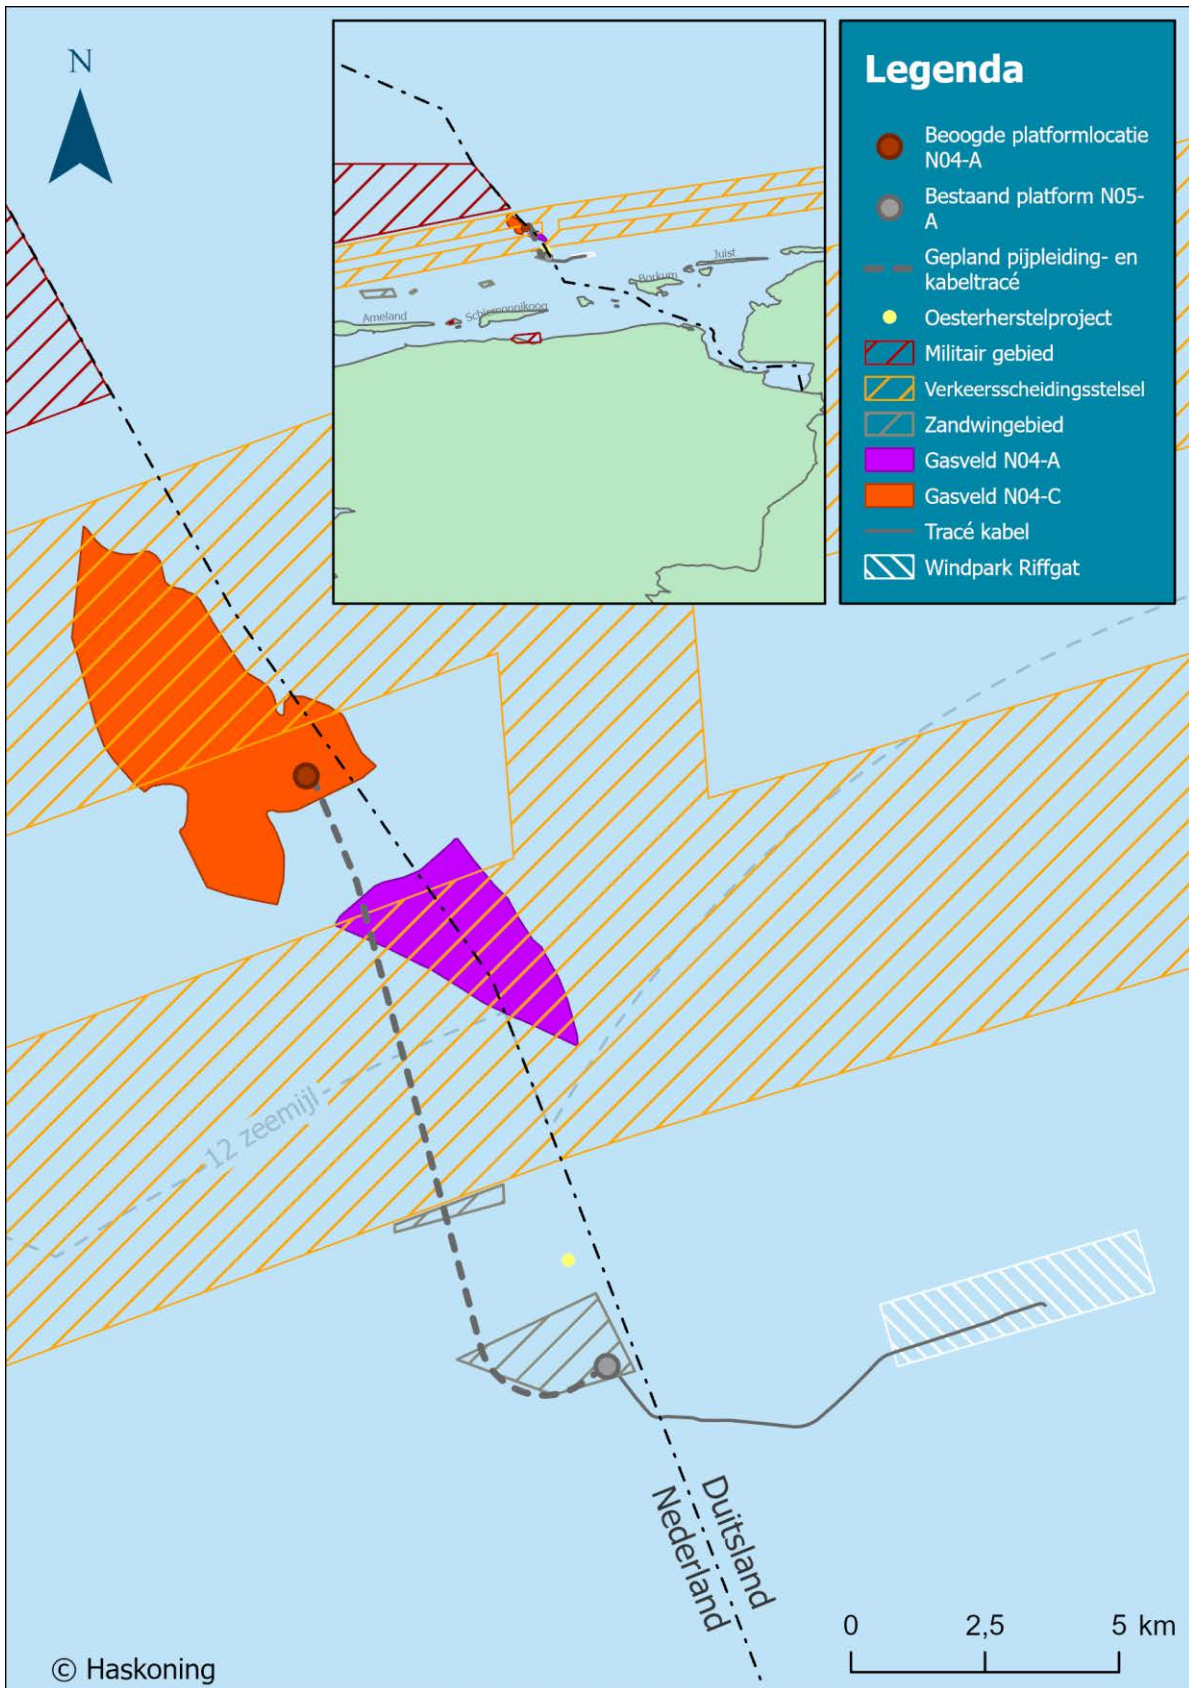 N
Ameland
Schiermonnikoog
Borkum
Juist
Legenda
Beoogde platformlocatie
N04-A
Bestaand platform N05-
A
Gepland pijpleiding- en
kabeltracé
Oesterherstelproject
Militair gebied
Verkeersscheidingsstelsel
Zandwingebied
Gasveld N04-A
Gasveld N04-C
Tracé kabel
Windpark Riffgat
12 zeemijl
Duitsland
Nederland
0 2,5 5 km
© Haskoning